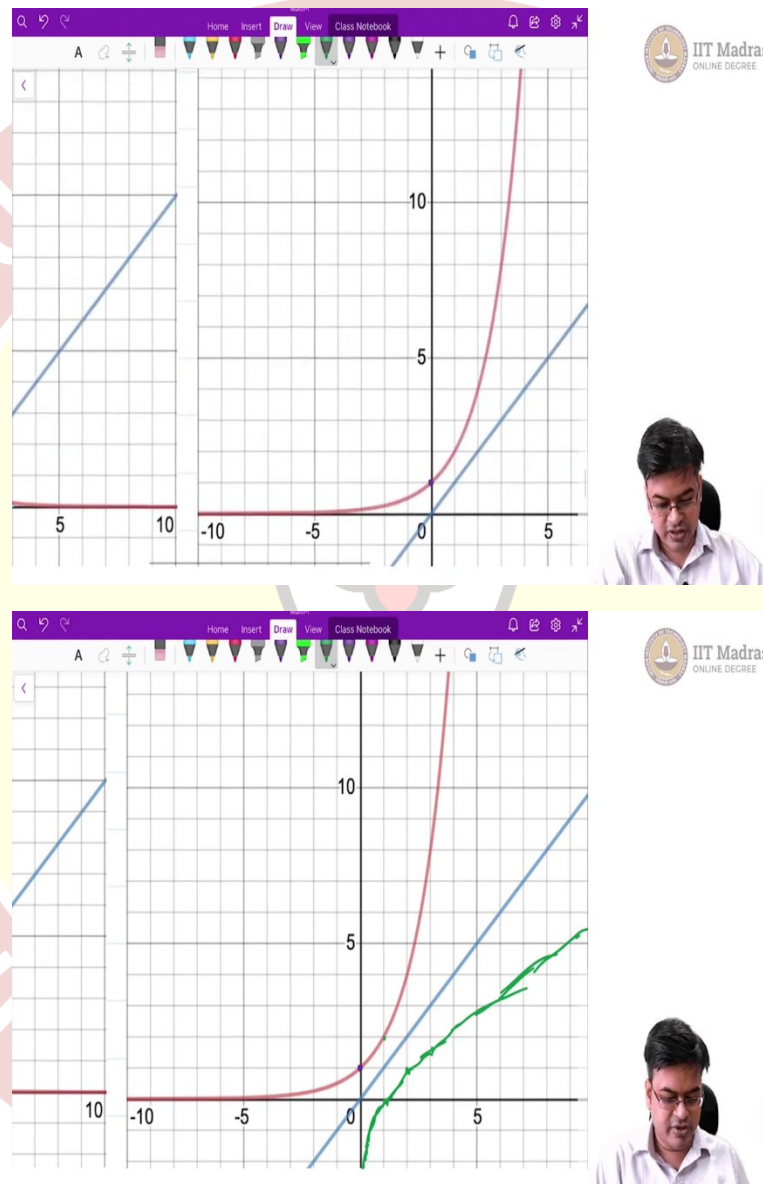 Home Insert Draw View Class Notebook
IIT Madras
ONLINE DEGREE
A
10
5
5 10 -10 -5 0 5
Home Insert Draw View Class Notebook
IIT Madras
ONLINE DEGREE
A
10
5
10 -10 -5 0 5